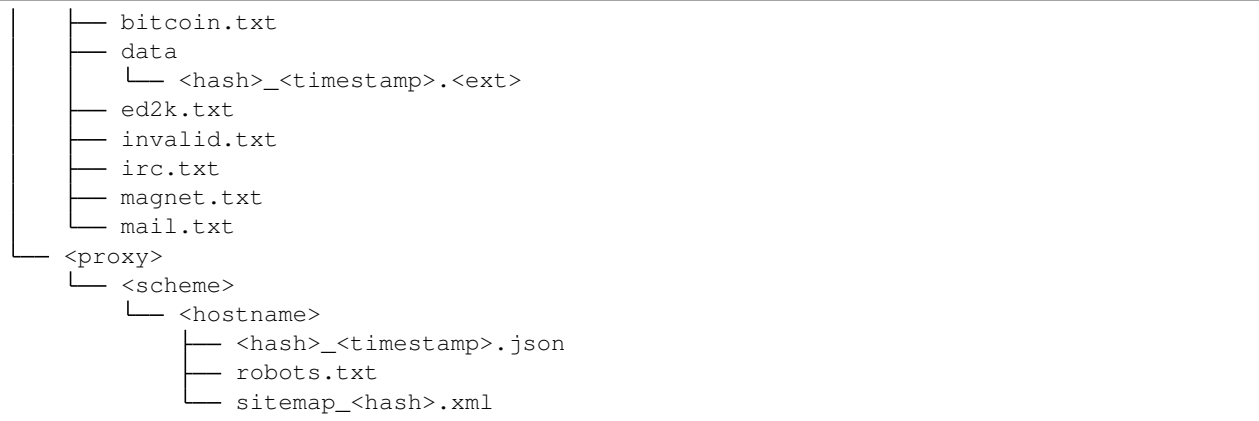 bitcoin.txt
data
<hash>_<timestamp>.<ext>
ed2k.txt
invalid.txt
irc.txt
magnet.txt
mail.txt
<proxy>
<scheme>
<hostname>
<hash>_<timestamp>.json
robots.txt
sitemap_<hash>.xml